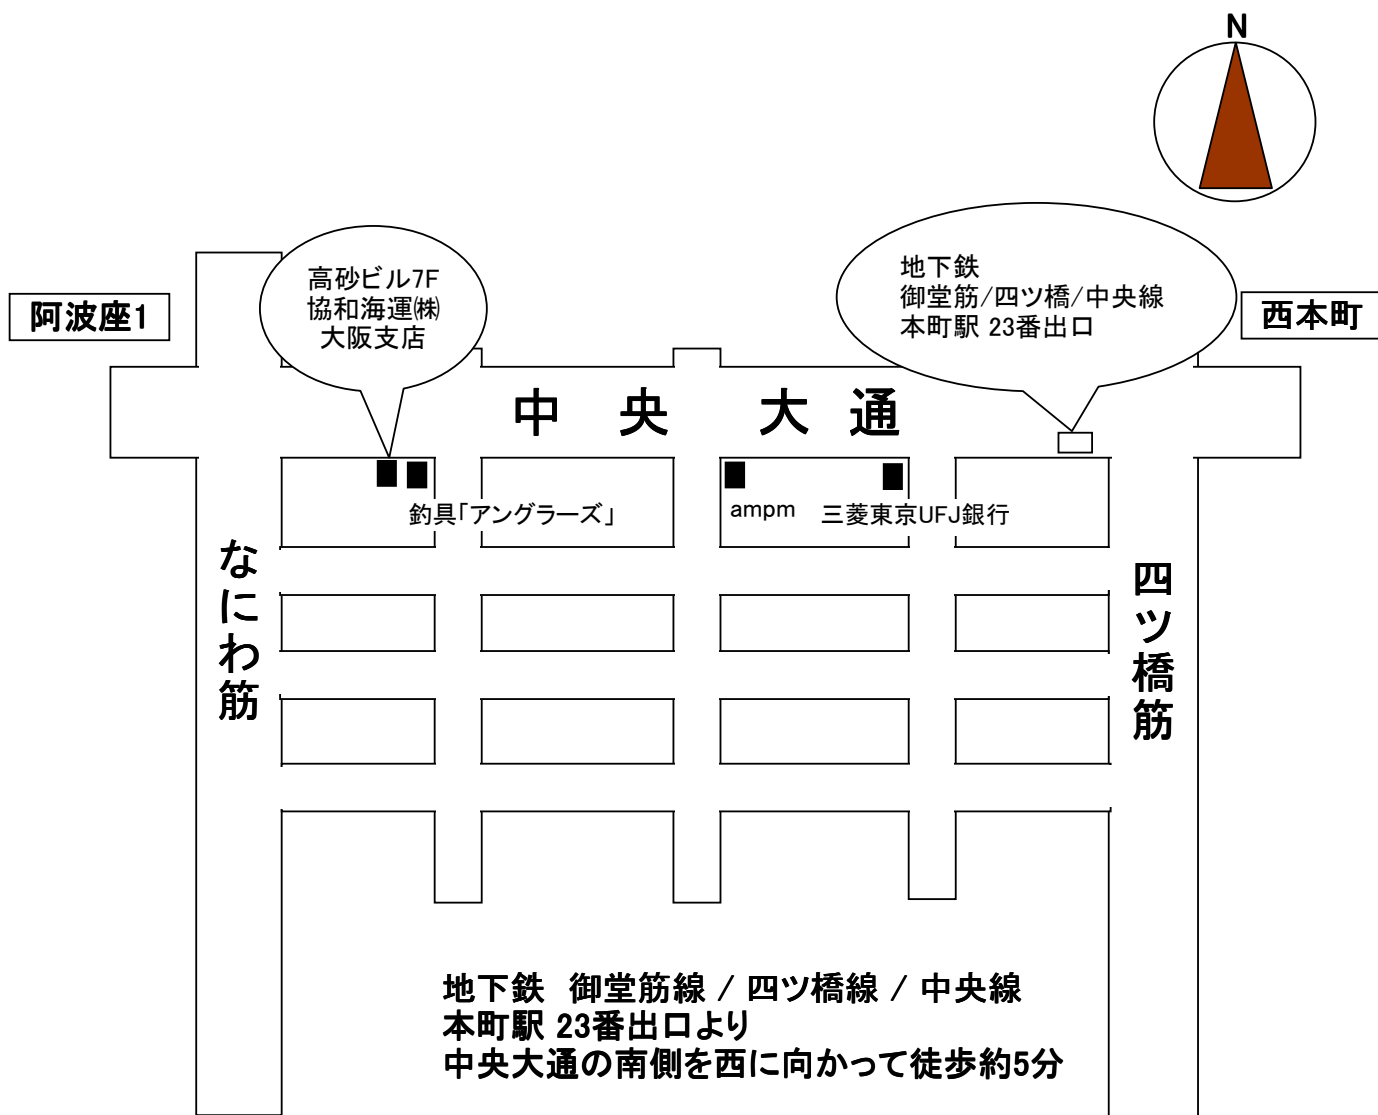 N
高砂ビル7F
協和海運㈱
大阪支店
地下鉄
御堂筋/四ツ橋/中央線
本町駅 23番出口
阿波座1
西本町
中央大通
釣具「アングラーズ」
ampm
三菱東京UFJ銀行
なにわ筋
四ツ橋筋
地下鉄 御堂筋線 / 四ツ橋線 / 中央線
本町駅 23番出口より
中央大通の南側を西に向かって徒歩約5分